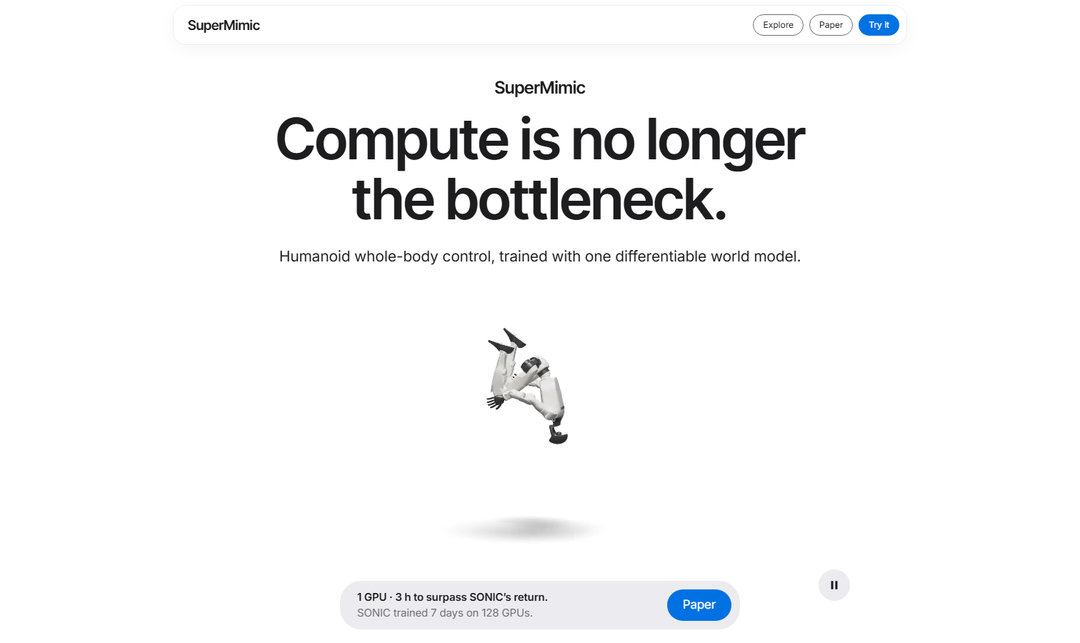 SuperMimic
Explore
Paper
Try it
SuperMimic
Compute is no longer
the bottleneck.
Humanoid whole-body control, trained with one differentiable world model.
1 GPU · 3 h to surpass SONIC’s return.
SONIC trained 7 days on 128 GPUs.
Paper